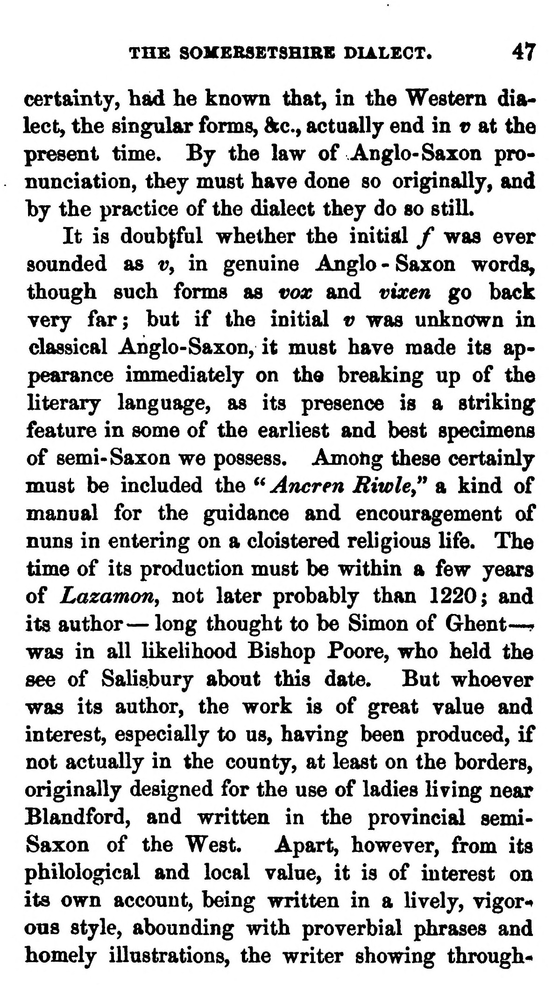 THE SOMERSETSHIRE DIALECT. 47
certainty, had he known that, in the Western dia-
lect, the singular forms, &c., actually end in v at the
present time. By the law of Anglo-Saxon pro-
nunciation, they must have done so originally, and
by the practice of the dialect they do so still.
It is doubtful whether the initial f was ever
sounded as v, in genuine Anglo-Saxon words,
though such forms as vox and vixen go back
very far; but if the initial v was unknown in
classical Anglo-Saxon, it must have made its ap-
pearance immediately on the breaking up of the
literary language, as its presence is a striking
feature in some of the earliest and best specimens
of semi-Saxon we possess. Among these certainly
must be included the "Ancren Riwle," a kind of
manual for the guidance and encouragement of
nuns in entering on a cloistered religious life. The
time of its production must be within a few years
of Lazamon, not later probably than 1220; and
its author — long thought to be Simon of Ghent—
was in all likelihood Bishop Poore, who held the
see of Salisbury about this date. But whoever
was its author, the work is of great value and
interest, especially to us, having been produced, if
not actually in the county, at least on the borders,
originally designed for the use of ladies living near
Blandford, and written in the provincial semi-
Saxon of the West. Apart, however, from its
philological and local value, it is of interest on
its own account, being written in a lively, vigor-
ous style, abounding with proverbial phrases and
homely illustrations, the writer showing through-